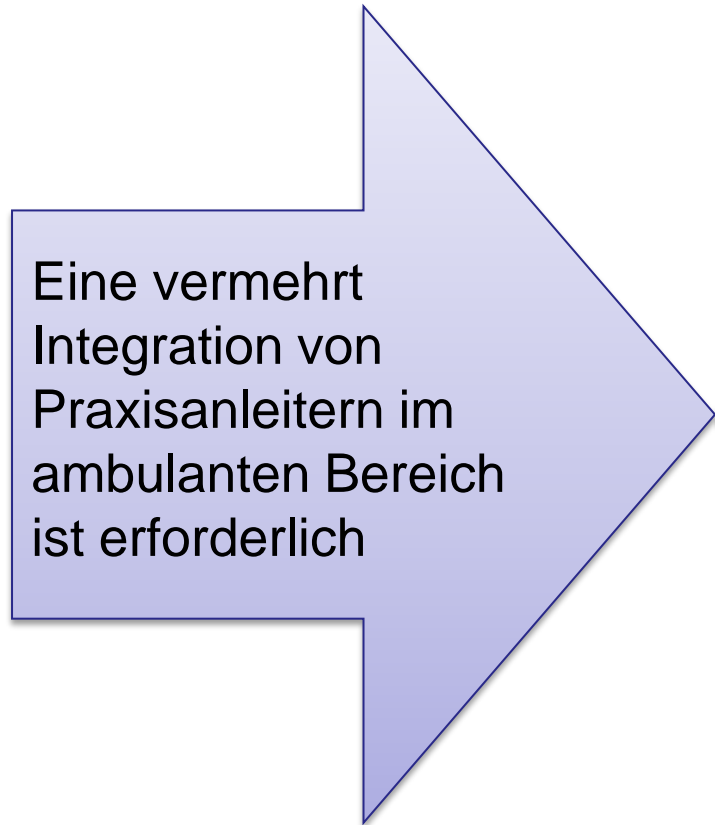 Eine vermehrt
Integration von
Praxisanleitern im
ambulanten Bereich
ist erforderlich